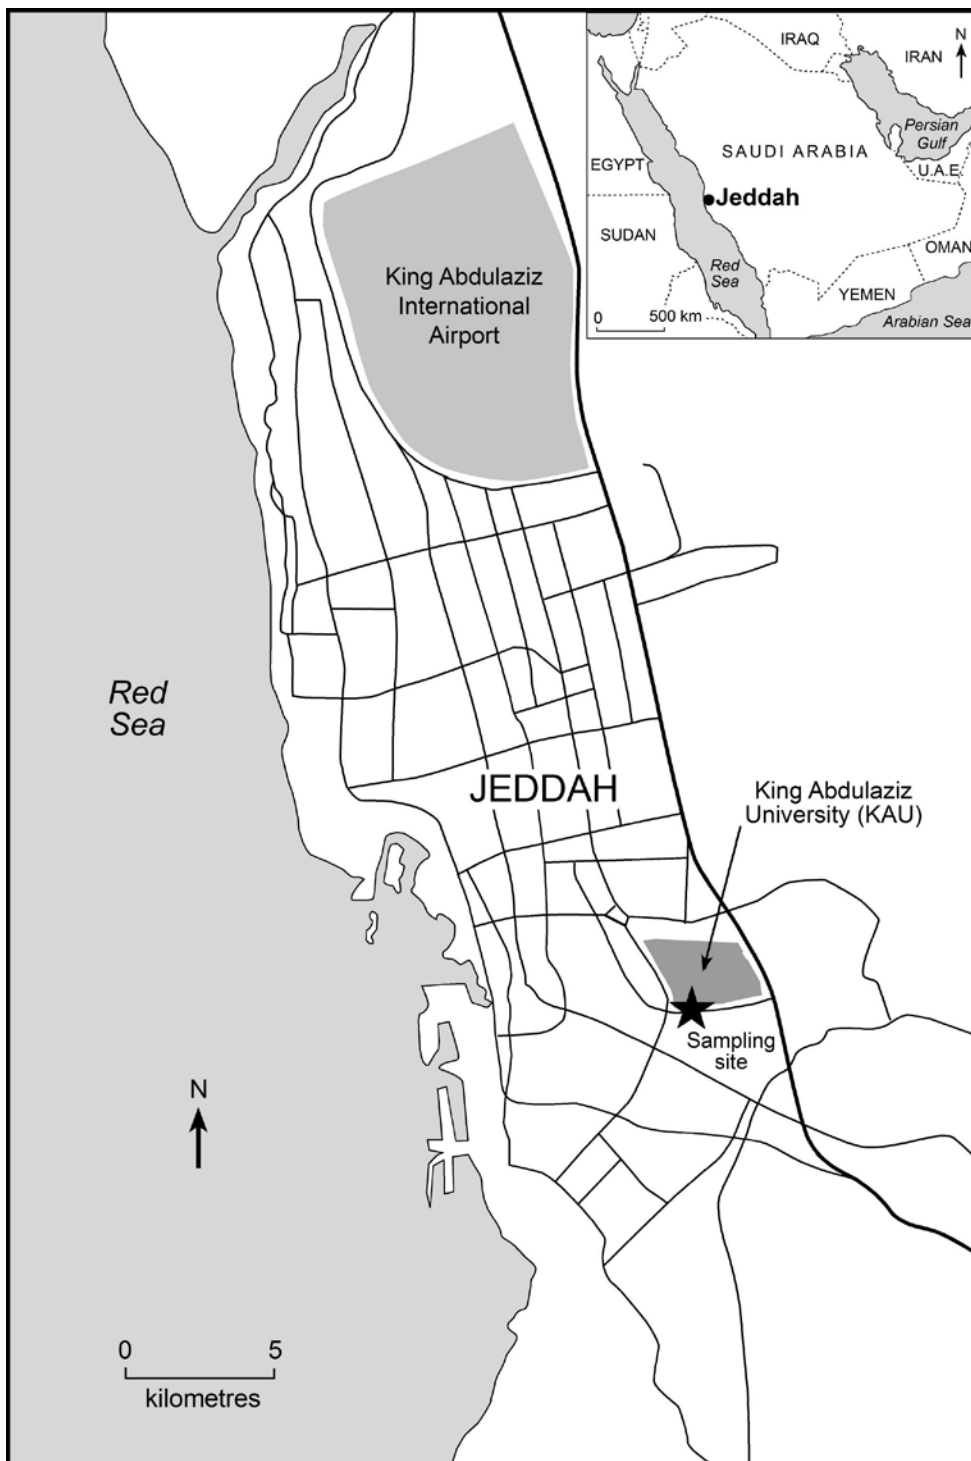 IRAQ
N
IRAN
Persian
Gulf
SAUDI ARABIA
EGYPT
U.A.E.
Jeddah
SUDAN
OMAN
Red
Sea
YEMEN
0
500 km
Arabian Sea
King Abdulaziz
International
Airport
Red
Sea
JEDDAH
King Abdulaziz
University (KAU)
Sampling
site
N
0
5
kilometres